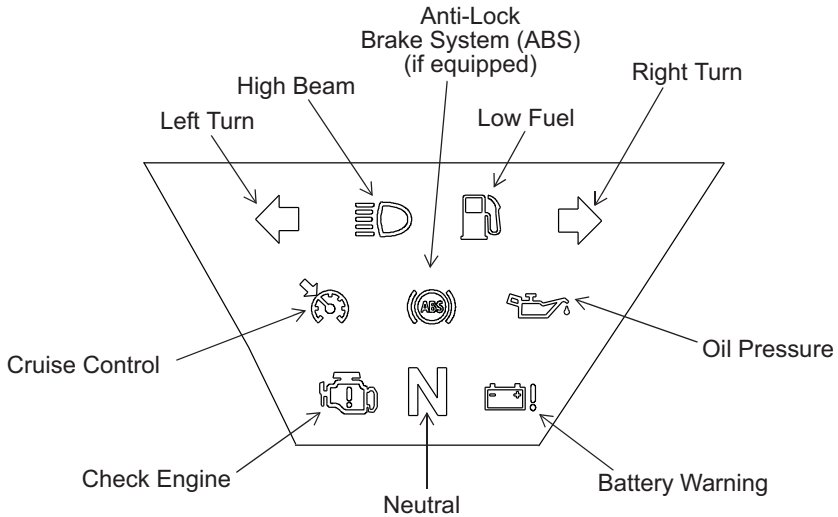 Anti-Lock
Brake System (ABS)
(if equipped)
High Beam
Right Turn
Left Turn
Low Fuel
ABS
Cruise Control
Oil Pressure
N
Check Engine
Battery Warning
Neutral